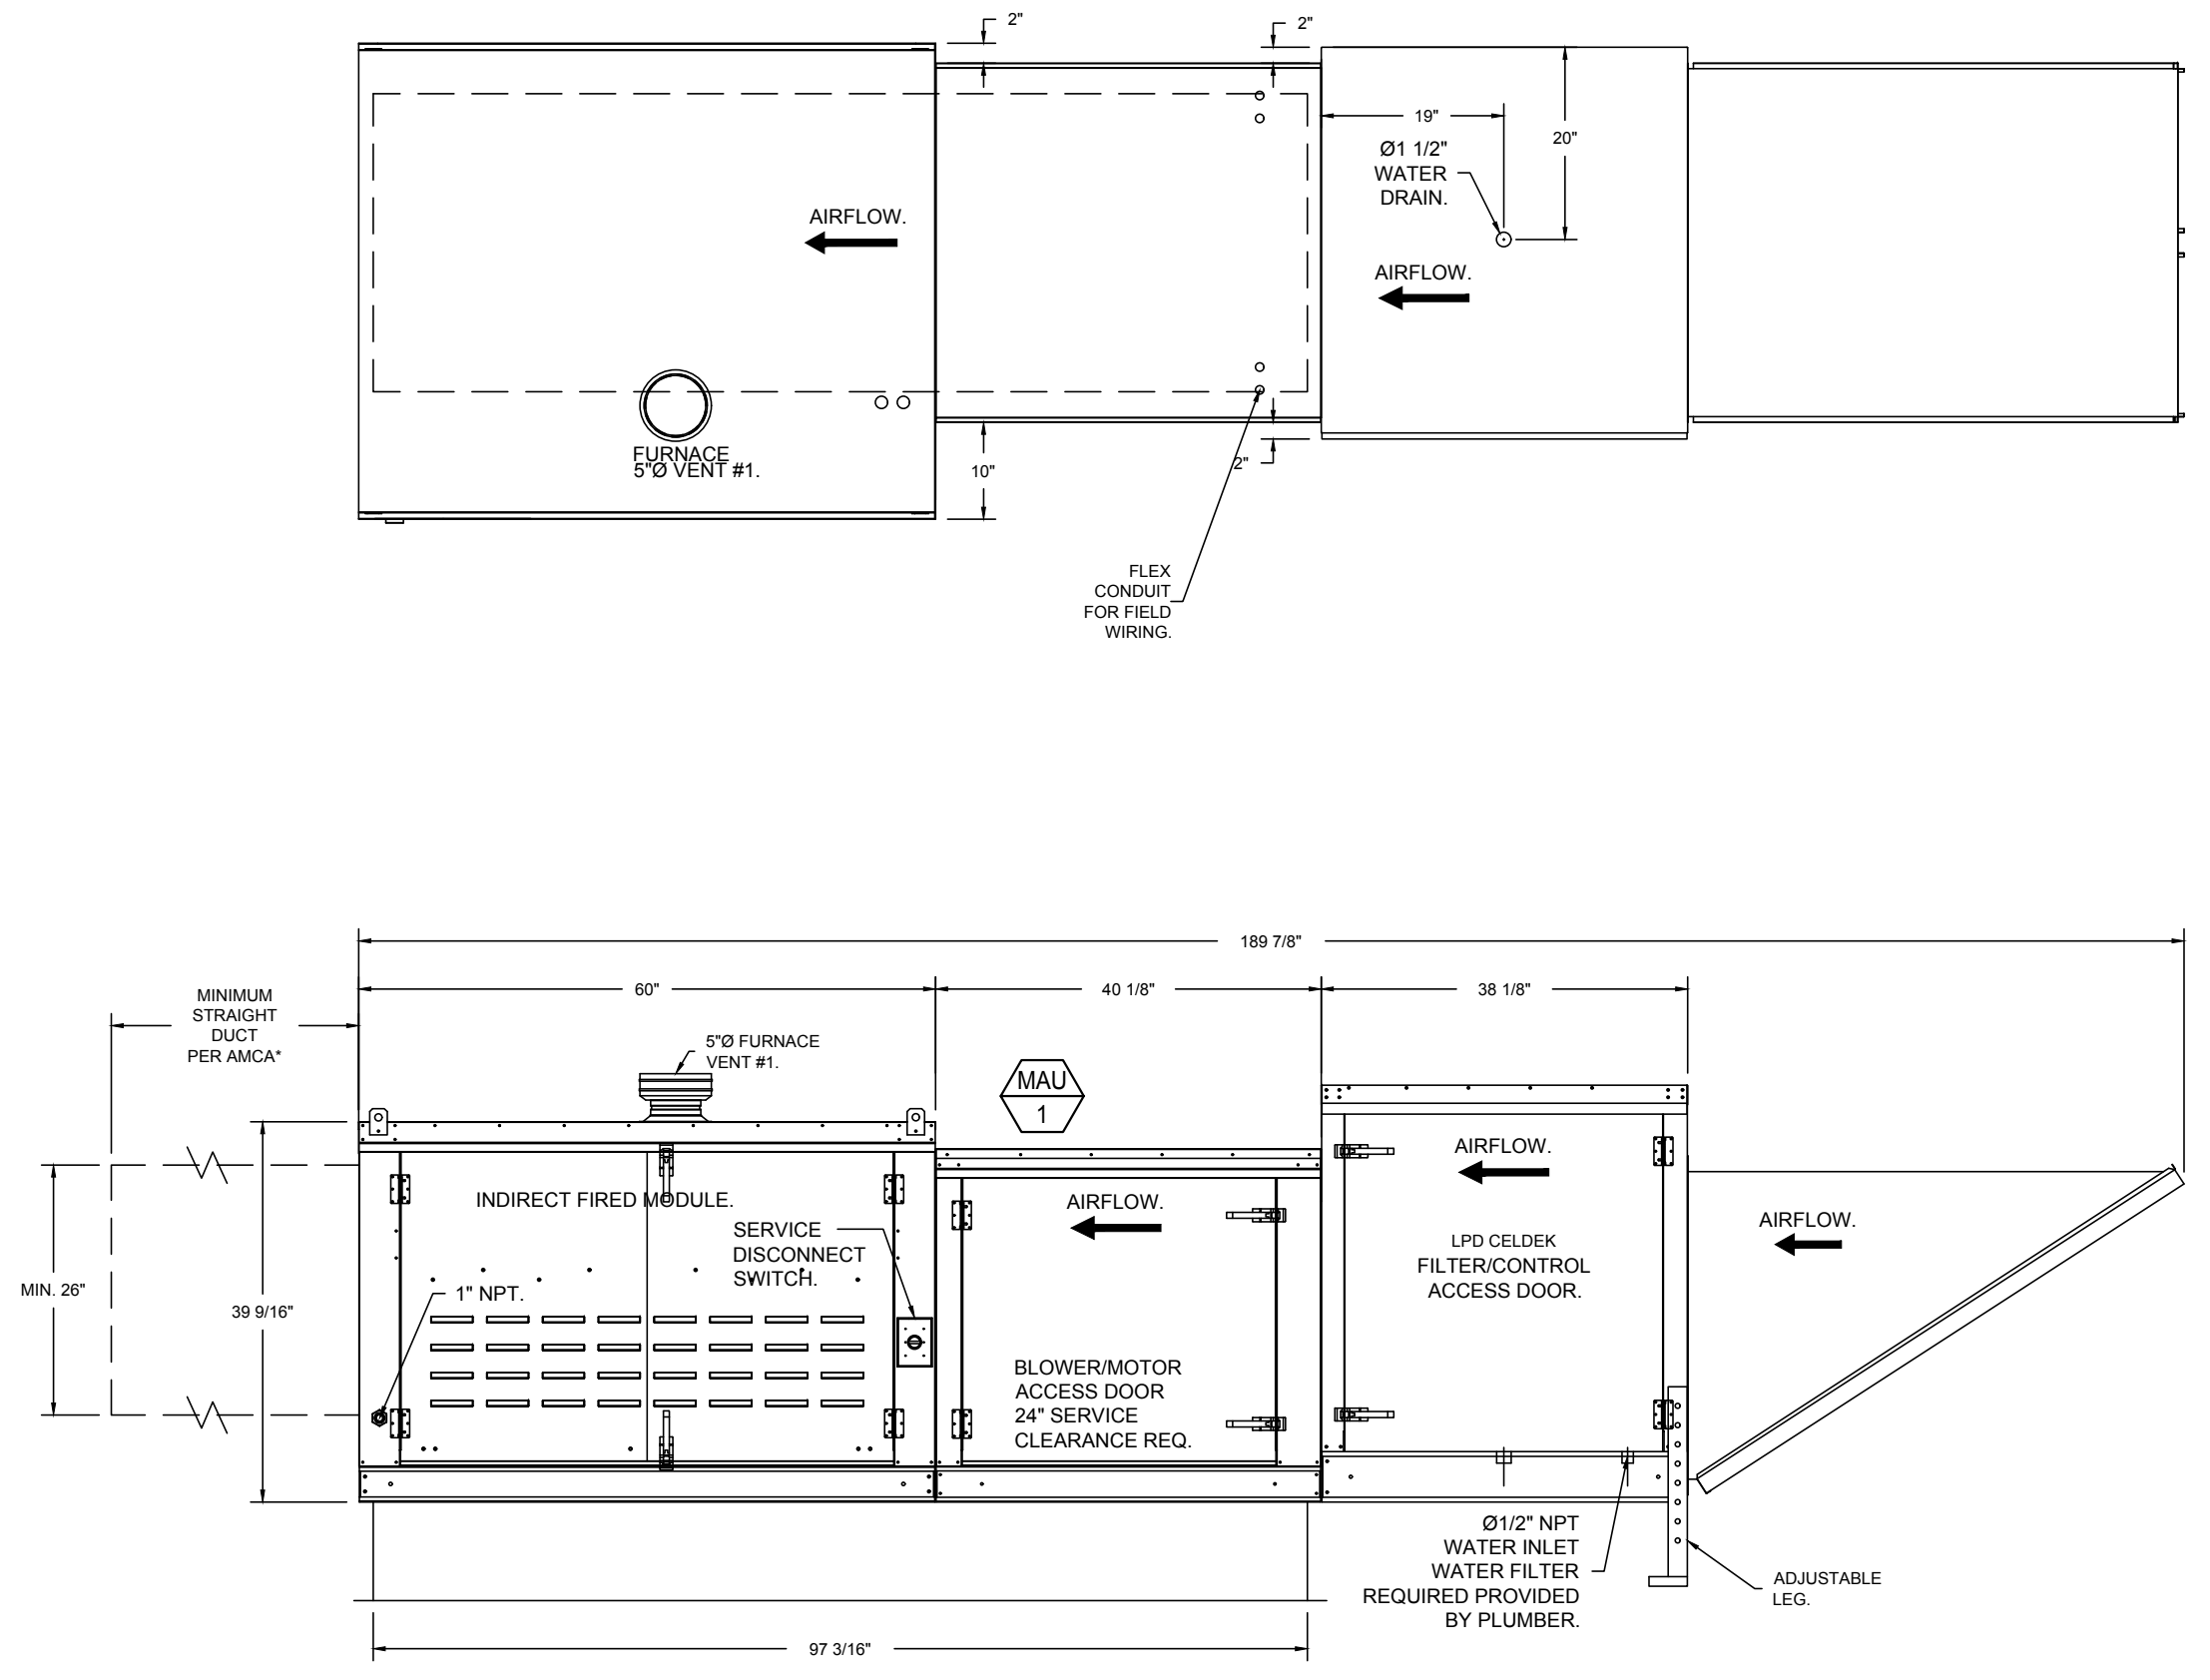 2"
2"
19"
20"
Ø1 1/2"
WATER
DRAIN.
AIRFLOW.
AIRFLOW.
FURNACE
5"Ø VENT #1.
10"
2"
FLEX
CONDUIT
FOR FIELD
WIRING.
189 7/8"
60"
40 1/8"
38 1/8"
MINIMUM
STRAIGHT
DUCT
PER AMCA*
5"Ø FURNACE
VENT #1.
MAU
1
AIRFLOW.
INDIRECT FIRED MODULE.
AIRFLOW.
SERVICE
DISCONNECT
SWITCH.
AIRFLOW.
LPD CELDEK
FILTER/CONTROL
ACCESS DOOR.
MIN. 26"
39 9/16"
1" NPT.
BLOWER/MOTOR
ACCESS DOOR
24" SERVICE
CLEARANCE REQ.
Ø1/2" NPT
WATER INLET
WATER FILTER
REQUIRED PROVIDED
BY PLUMBER.
ADJUSTABLE
LEG.
97 3/16"